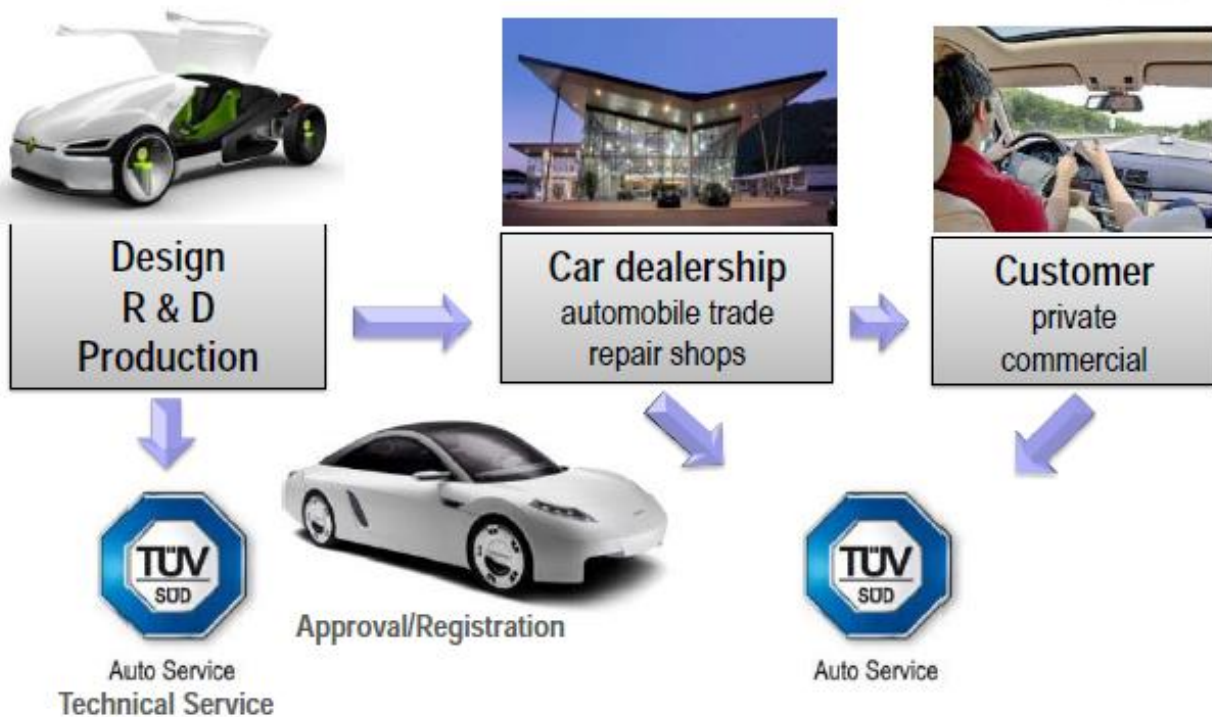 Design
R & D
Production
Car dealership
automobile trade
repair shops
Customer
private
commercial
TÜV
SÜD
Auto Service
Technical Service
Approval/Registration
TÜV
SÜD
Auto Service